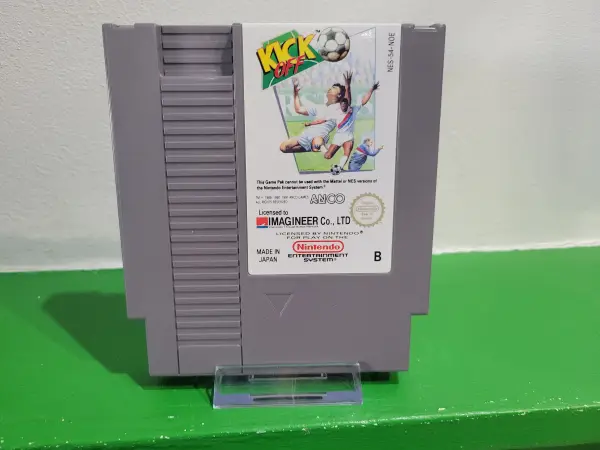 KICK
OFF
NES-54-NOE
This Game Pak cannot be used with the Mattel or NES versions of
the Nintendo Entertainment System
ANCO
Licensed to
IMAGINEER Co., LTD
LICENSED BY NINTENDO®
FOR PLAY ON THE
Nintendo
ENTERTAINMENT
SYSTEM
MADE IN
JAPAN
B